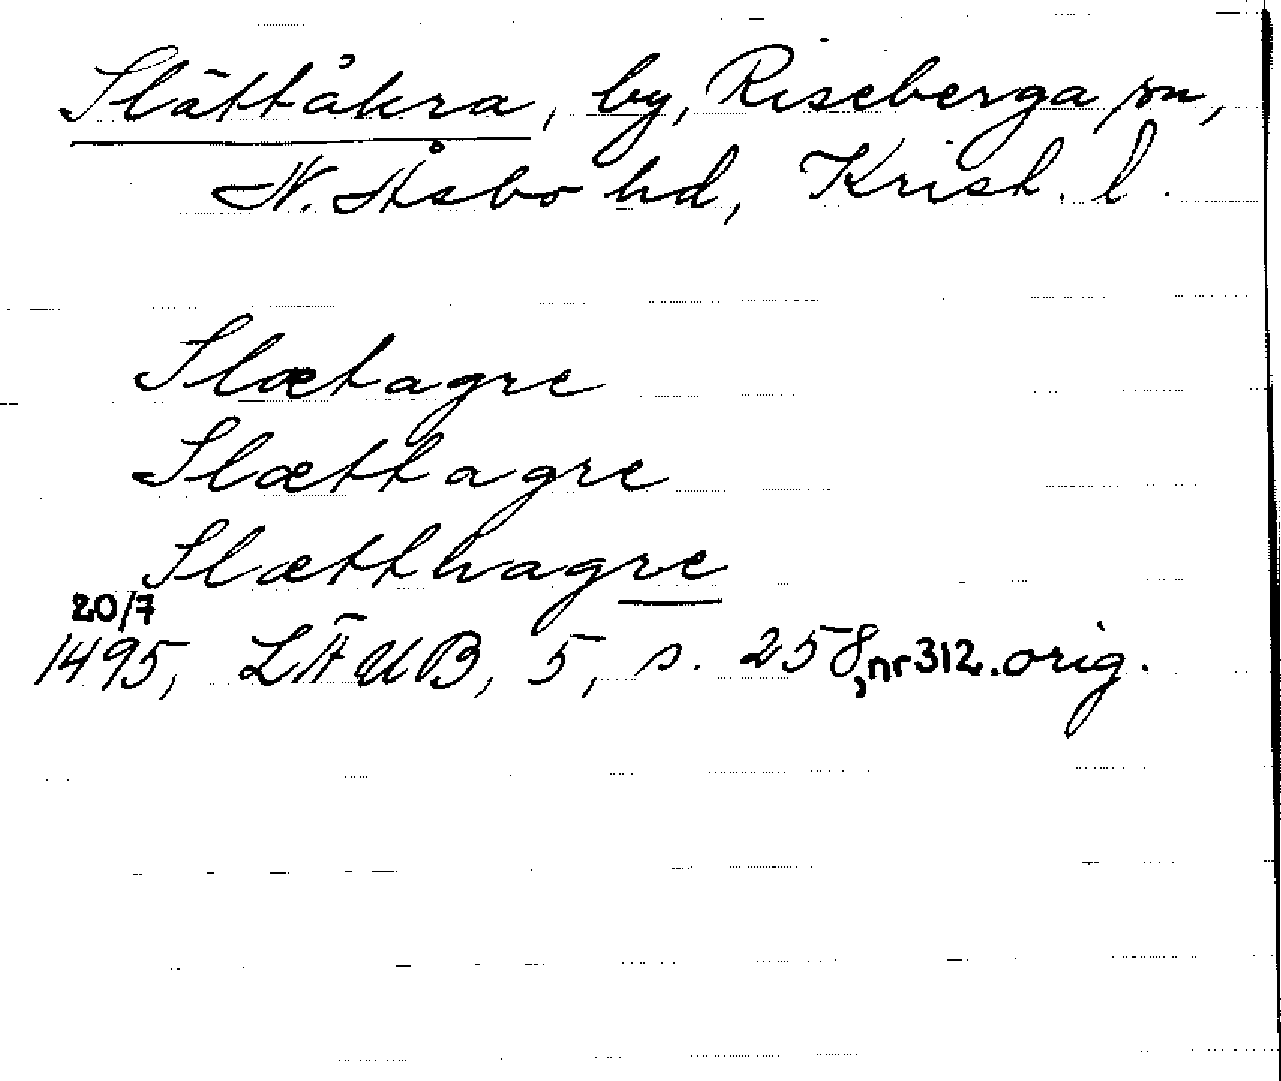 Slättåkra, by, Riseberga sn,
N. Åsbo hd, Krist. l.
Slætagre
Slættagre
Slætthagre
20/7
1495, LÄUB, 5, s. 258, nr 312. orig.